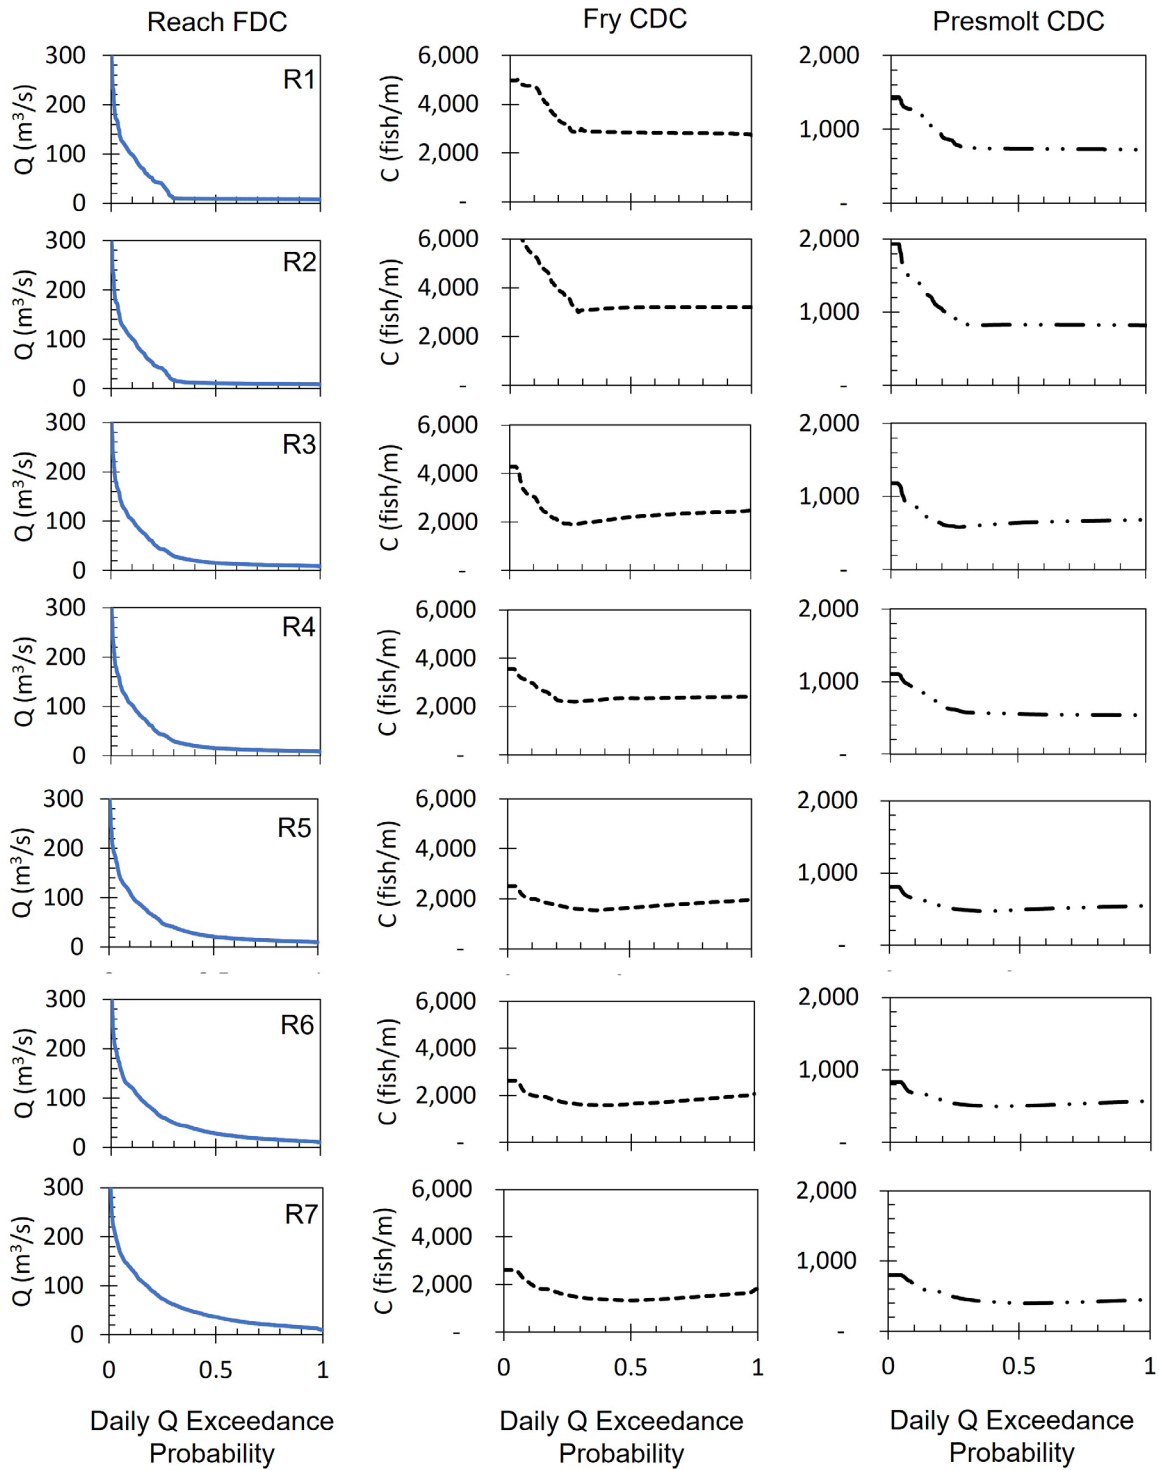 Reach FDC
Fry CDC
Presmolt CDC
300
200
100
0
Q (m³/s)
R1
6,000
4,000
2,000
-
C (fish/m)
2,000
1,000
-
300
200
100
0
Q (m³/s)
R2
6,000
4,000
2,000
-
C (fish/m)
2,000
1,000
-
300
200
100
0
Q (m³/s)
R3
6,000
4,000
2,000
-
C (fish/m)
2,000
1,000
-
300
200
100
0
Q (m³/s)
R4
6,000
4,000
2,000
-
C (fish/m)
2,000
1,000
-
300
200
100
0
Q (m³/s)
R5
6,000
4,000
2,000
-
C (fish/m)
2,000
1,000
-
300
200
100
0
Q (m³/s)
R6
6,000
4,000
2,000
-
C (fish/m)
2,000
1,000
-
300
200
100
0
Q (m³/s)
R7
6,000
4,000
2,000
-
C (fish/m)
2,000
1,000
-
0 0.5 1
0 0.5 1
0 0.5 1
Daily Q Exceedance
Probability
Daily Q Exceedance
Probability
Daily Q Exceedance
Probability